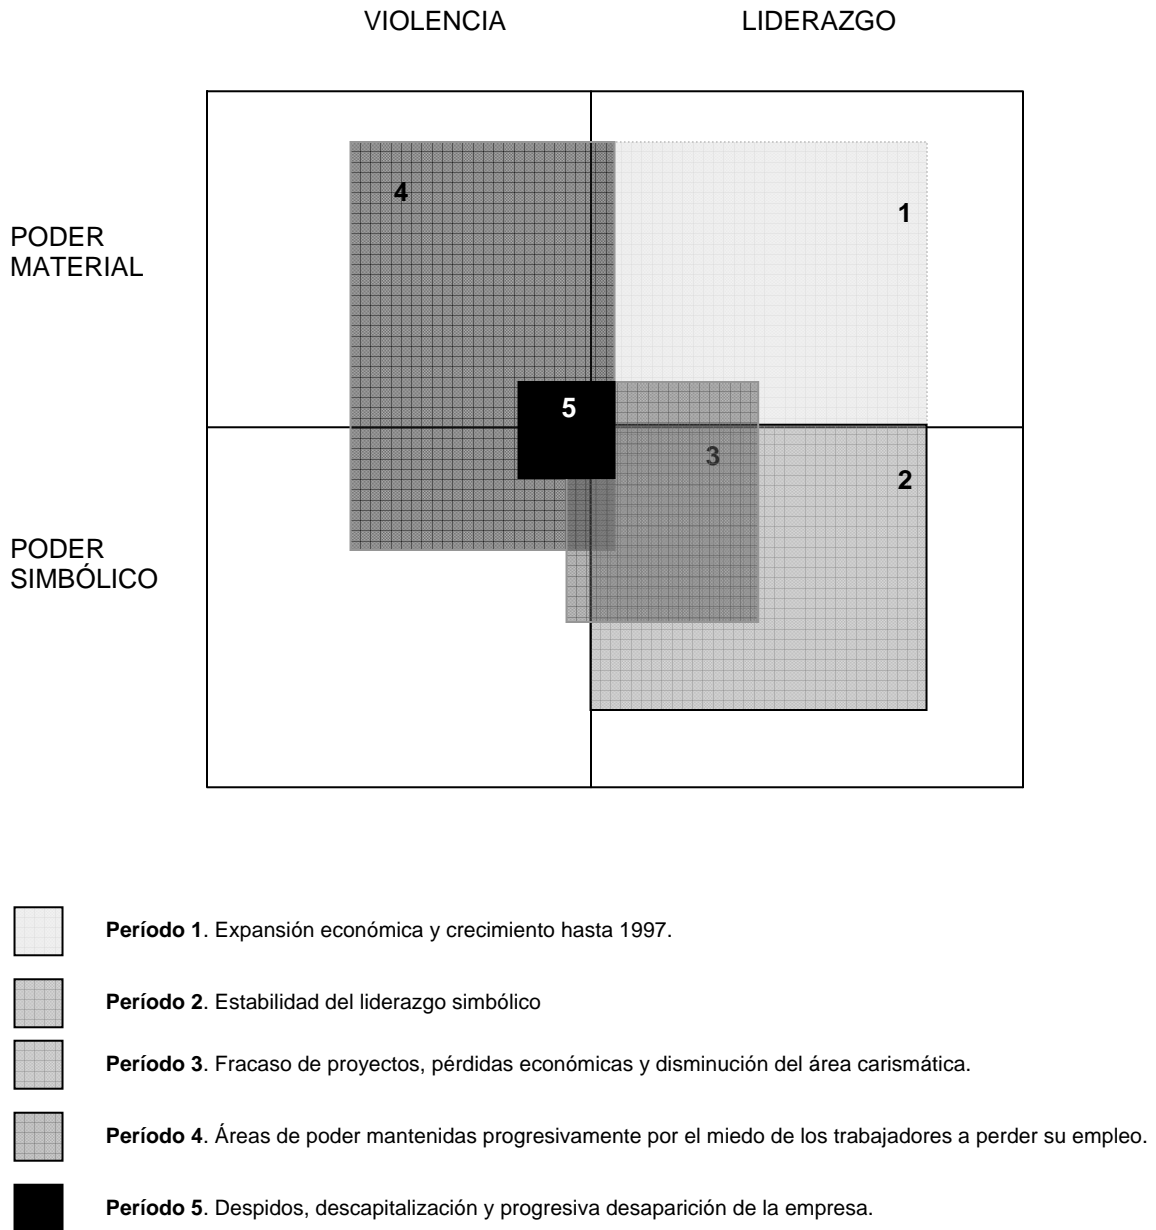 VIOLENCIA
LIDERAZGO
4
1
PODER
MATERIAL
5
3
2
PODER
SIMBÓLICO
Período 1. Expansión económica y crecimiento hasta 1997.
Período 2. Estabilidad del liderazgo simbólico
Período 3. Fracaso de proyectos, pérdidas económicas y disminución del área carismática.
Período 4. Áreas de poder mantenidas progresivamente por el miedo de los trabajadores a perder su empleo.
Período 5. Despidos, descapitalización y progresiva desaparición de la empresa.